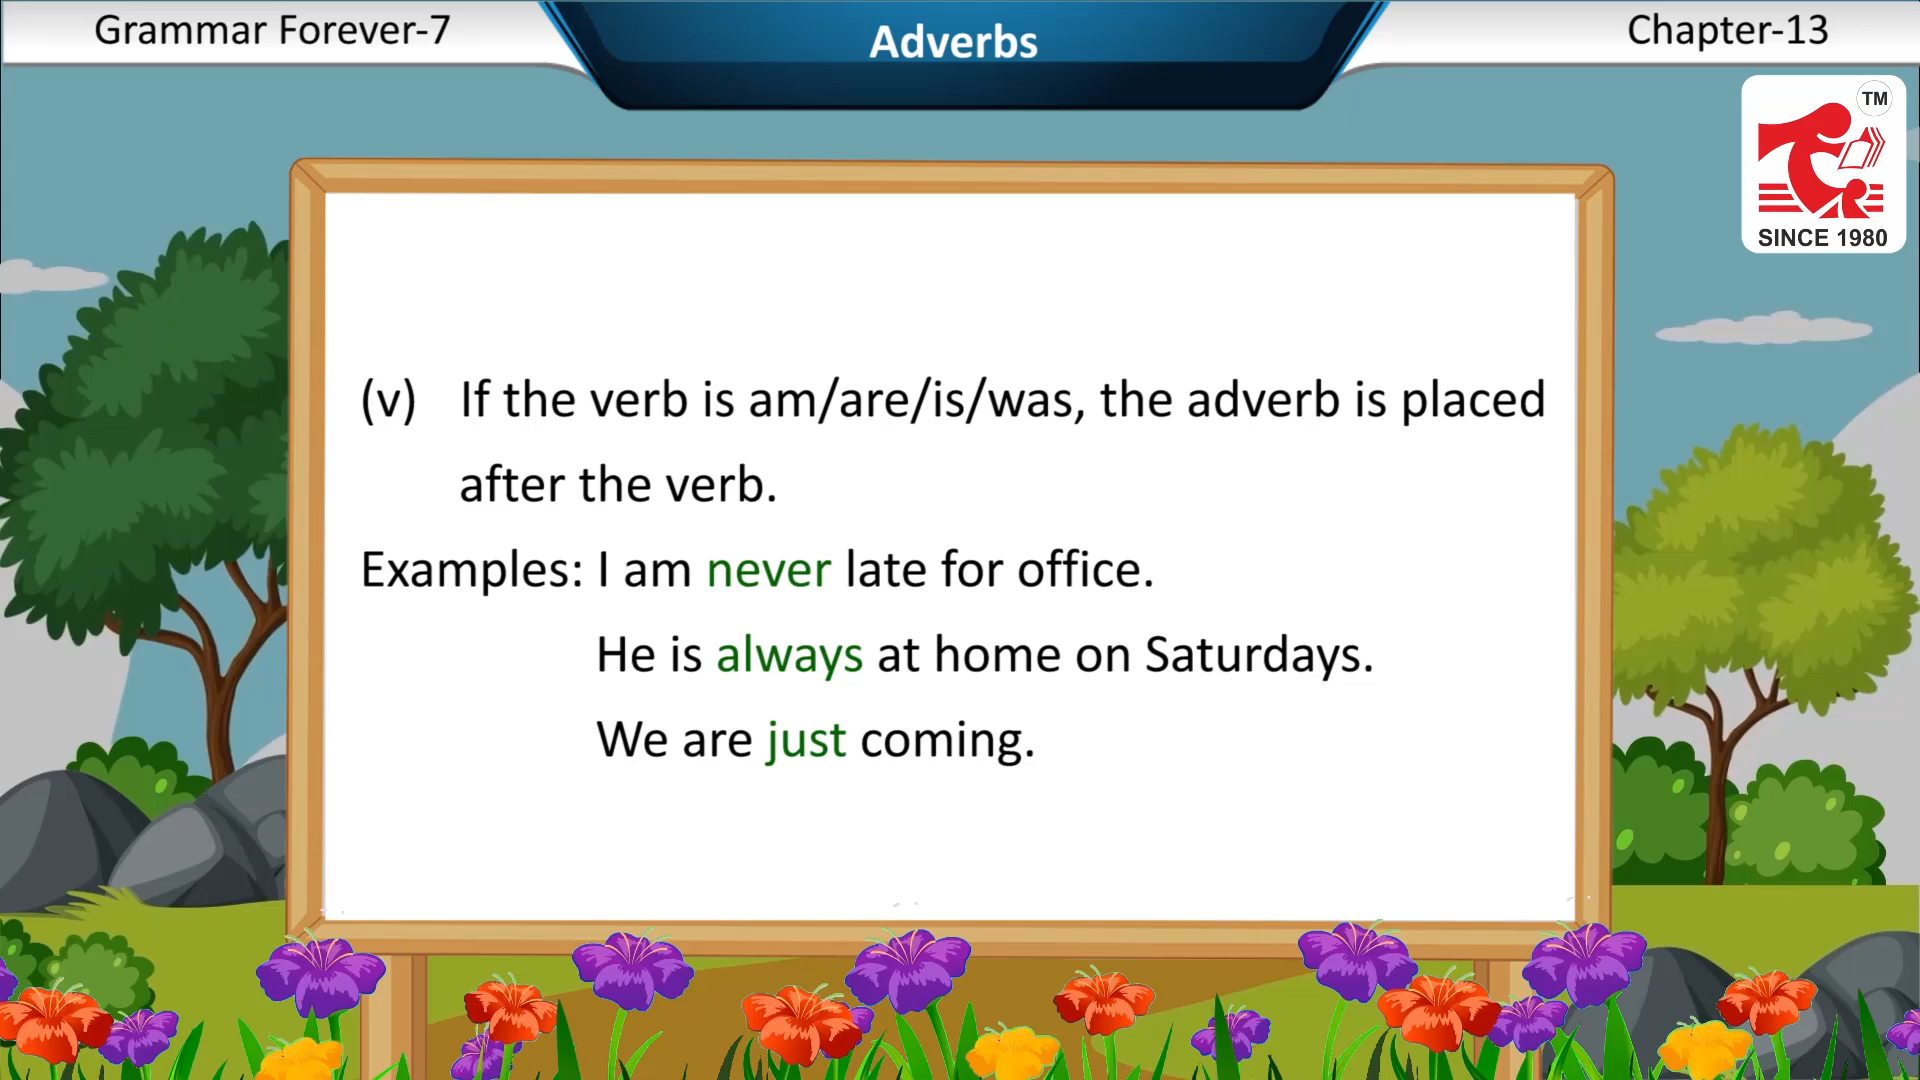 Grammar Forever-7
Adverbs
Chapter-13
TM
SINCE 1980
(v) If the verb is am/are/is/was, the adverb is placed
after the verb.
Examples: I am never late for office.
He is always at home on Saturdays.
We are just coming.